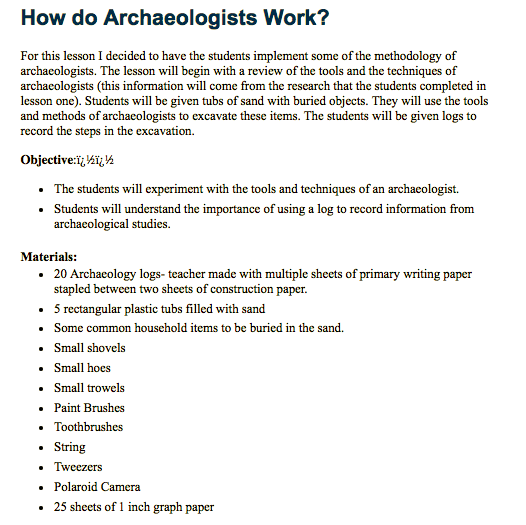 How do Archaeologists Work?
For this lesson I decided to have the students implement some of the methodology of
archaeologists. The lesson will begin with a review of the tools and the techniques of
archaeologists (this information will come from the research that the students completed in
lesson one). Students will be given tubs of sand with buried objects. They will use the tools
and methods of archaeologists to excavate these items. The students will be given logs to
record the steps in the excavation.
Objective:ï¿½ï¿½
• The students will experiment with the tools and techniques of an archaeologist.
• Students will understand the importance of using a log to record information from
archaeological studies.
Materials:
• 20 Archaeology logs- teacher made with multiple sheets of primary writing paper
stapled between two sheets of construction paper.
• 5 rectangular plastic tubs filled with sand
• Some common household items to be buried in the sand.
• Small shovels
• Small hoes
• Small trowels
• Paint Brushes
• Toothbrushes
• String
• Tweezers
• Polaroid Camera
• 25 sheets of 1 inch graph paper